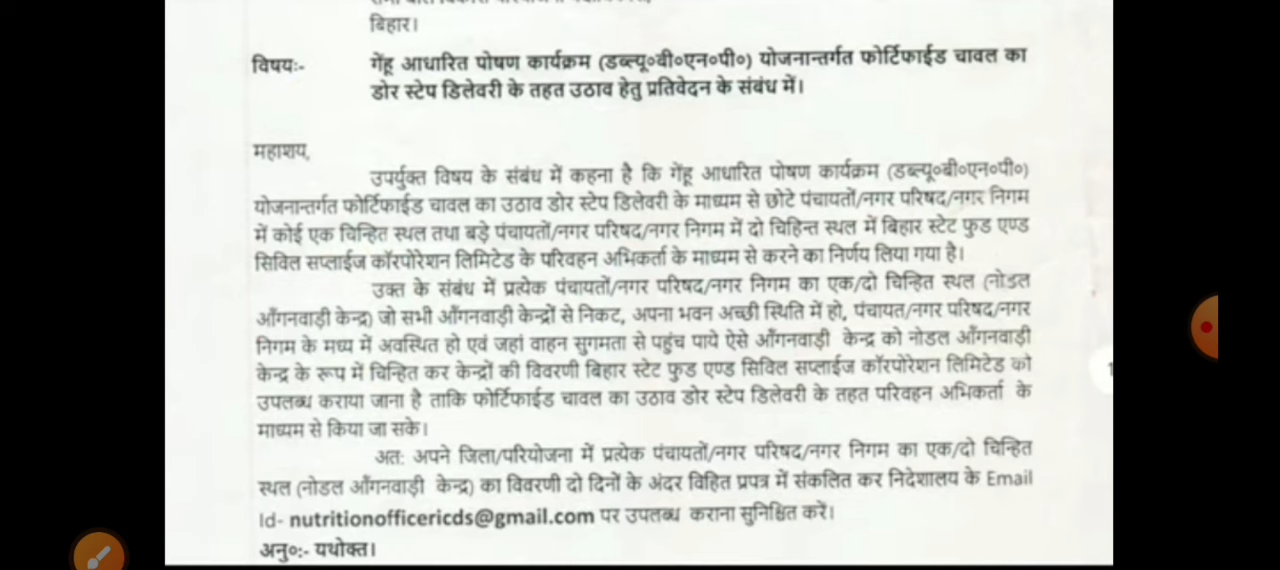 बिहार।
विषयः- गेंहू आधारित पोषण कार्यक्रम (डब्ल्यू०बी०एन०पी०) योजनान्तर्गत फोर्टिफाईड चावल का
डोर स्टेप डिलेवरी के तहत उठाव हेतु प्रतिवेदन के संबंध में।
महाशय,
उपर्युक्त विषय के संबंध में कहना है कि गेंहू आधारित पोषण कार्यक्रम (डब्ल्यू०बी०एन०पी०)
योजनान्तर्गत फोर्टिफाईड चावल का उठाव डोर स्टेप डिलेवरी के माध्यम से छोटे पंचायतों/नगर परिषद/नगर निगम
में कोई एक चिन्हित स्थल तथा बड़े पंचायतों/नगर परिषद/नगर निगम में दो चिहिन्त स्थल में बिहार स्टेट फुड एण्ड
सिविल सप्लाईज कॉरपोरेशन लिमिटेड के परिवहन अभिकर्ता के माध्यम से करने का निर्णय लिया गया है।
उक्त के संबंध में प्रत्येक पंचायतों/नगर परिषद/नगर निगम का एक/दो चिन्हित स्थल (नोडल
आँगनवाड़ी केन्द्र) जो सभी आँगनवाड़ी केन्द्रों से निकट, अपना भवन अच्छी स्थिति में हो, पंचायत/नगर परिषद/नगर
निगम के मध्य में अवस्थित हो एवं जहां वाहन सुगमता से पहुंच पाये ऐसे आँगनवाड़ी केन्द्र को नोडल आँगनवाड़ी
केन्द्र के रूप में चिन्हित कर केन्द्रों की विवरणी बिहार स्टेट फुड एण्ड सिविल सप्लाईज कॉरपोरेशन लिमिटेड को
उपलब्ध कराया जाना है ताकि फोर्टिफाईड चावल का उठाव डोर स्टेप डिलेवरी के तहत परिवहन अभिकर्ता के
माध्यम से किया जा सके।
अतः अपने जिला/परियोजना में प्रत्येक पंचायतों/नगर परिषद/नगर निगम का एक/दो चिन्हित
स्थल (नोडल आँगनवाड़ी केन्द्र) का विवरणी दो दिनों के अंदर विहित प्रपत्र में संकलित कर निदेशालय के Email
Id- nutritionofficericds@gmail.com पर उपलब्ध कराना सुनिश्चित करें।
अनु०:- यथोक्त।